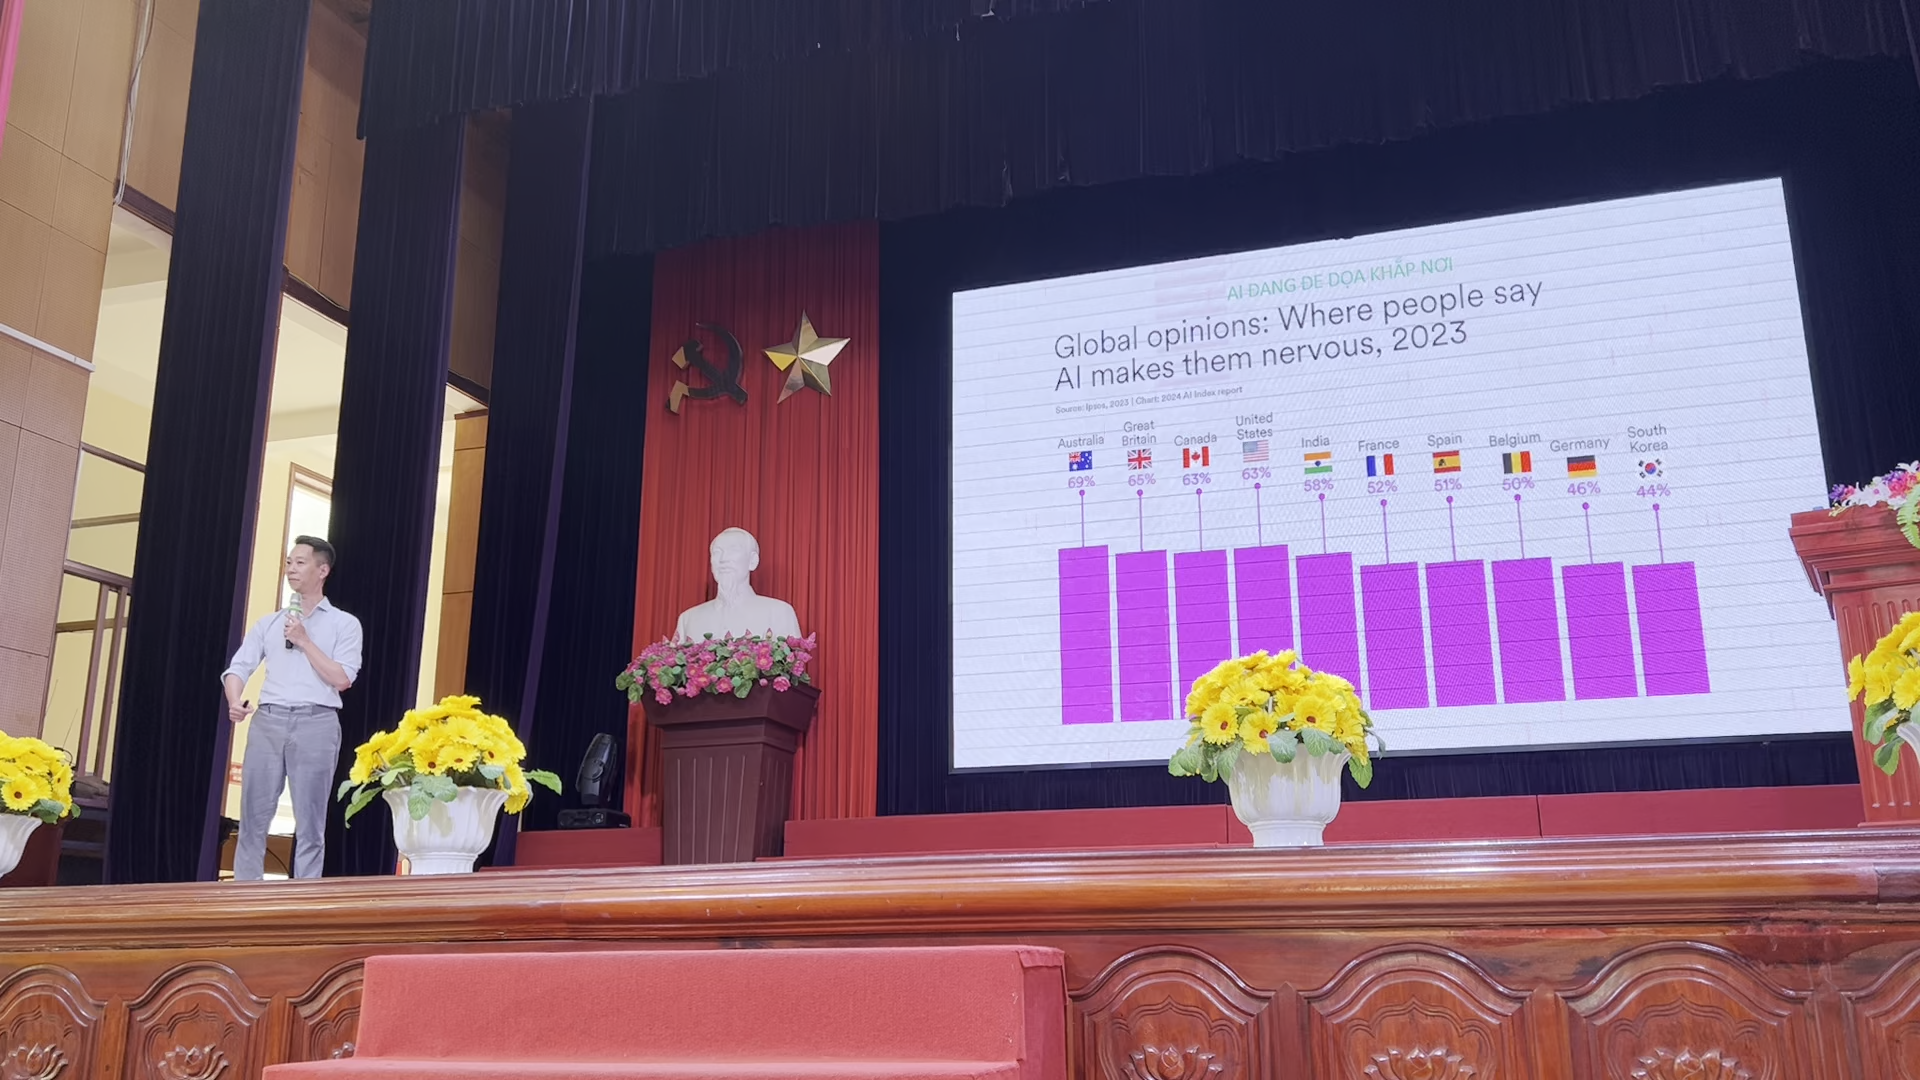 AI ĐANG ĐE DỌA KHẮP NƠI
Global opinions: Where people say
AI makes them nervous, 2023
Source: Ipsos, 2023 | Chart: 2024 AI Index report
Australia
69%
Great
Britain
65%
Canada
63%
United
States
63%
India
58%
France
52%
Spain
51%
Belgium
50%
Germany
46%
South
Korea
44%